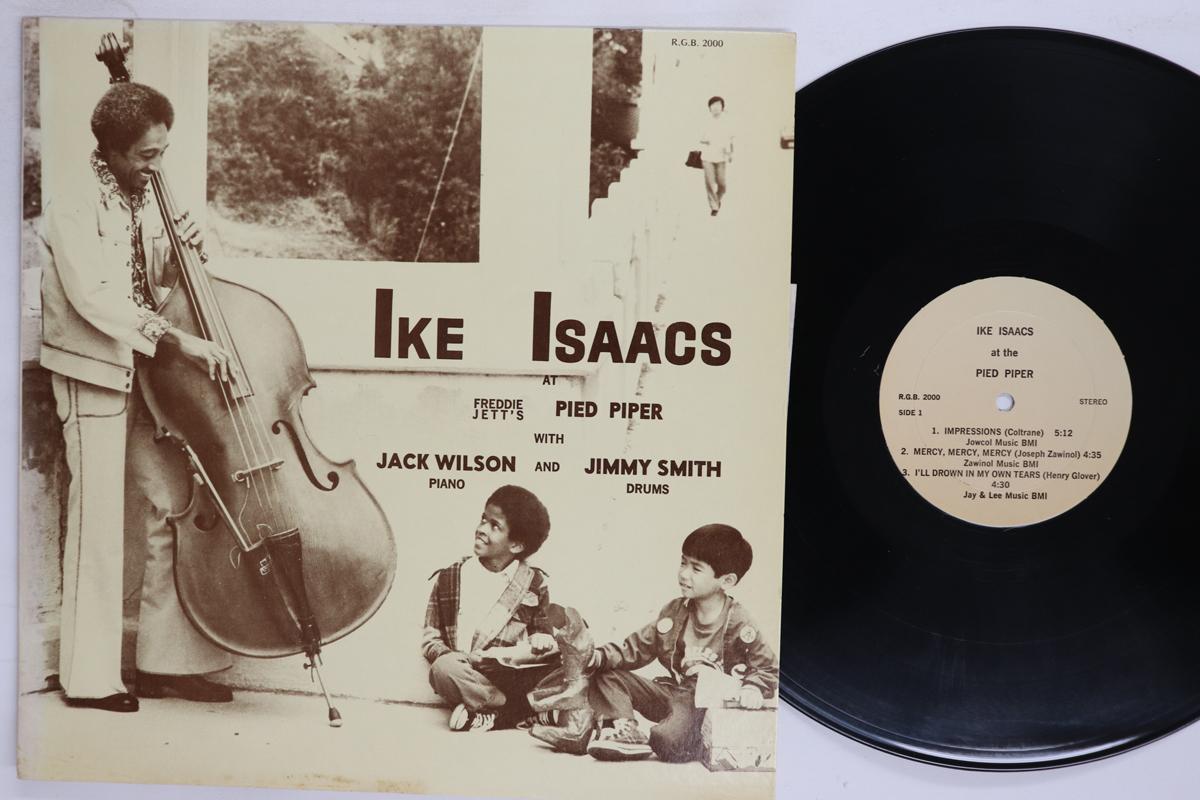 R.G.B. 2000
IKE ISAACS
AT
FREDDIE JETT'S PIED PIPER
WITH
JACK WILSON AND JIMMY SMITH
PIANO DRUMS
IKE ISAACS
at the
PIED PIPER
R.G.B. 2000 STEREO
SIDE 1
1. IMPRESSIONS (Coltrane) 5:12
Jowcol Music BMI
2. MERCY, MERCY, MERCY (Joseph Zawinol) 4:35
Zawinol Music BMI
3. I'LL DROWN IN MY OWN TEARS (Henry Glover)
4:30
Jay & Lee Music BMI